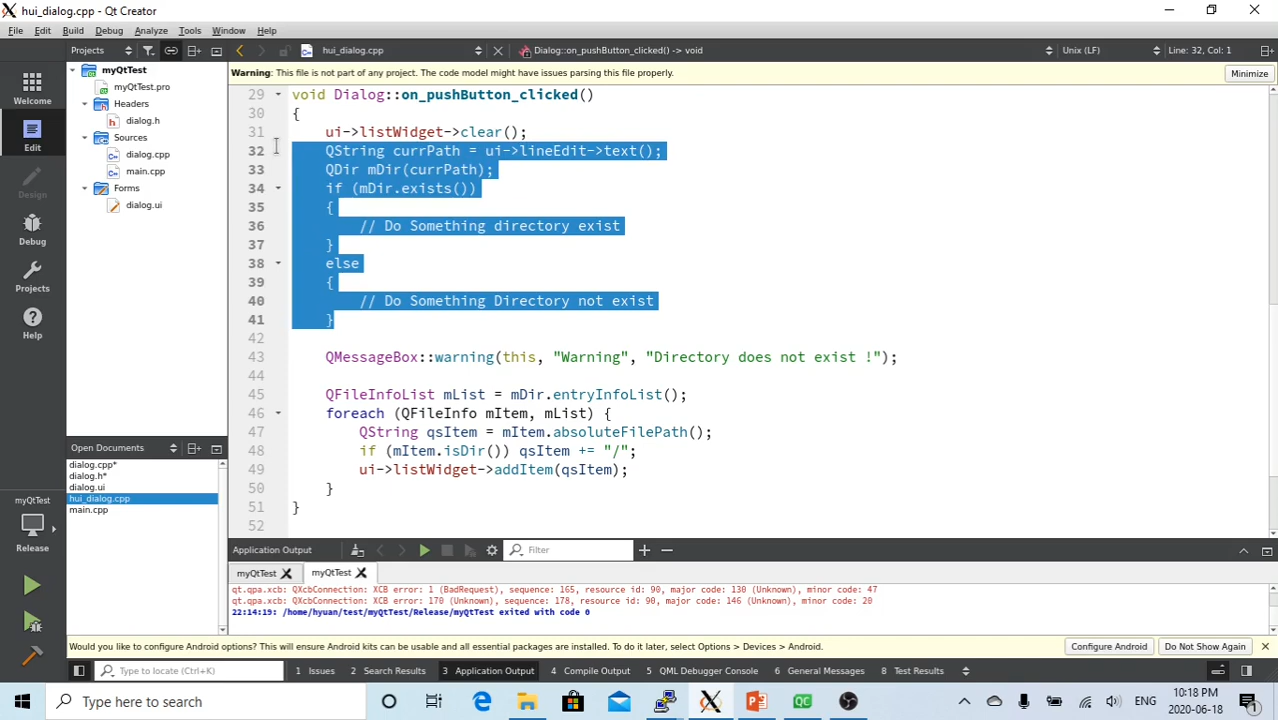 hui_dialog.cpp - Qt Creator
File Edit Build Debug Analyze Tools Window Help
Projects hui_dialog.cpp Dialog::on_pushButton_clicked() -> void Unix (LF) Line: 32, Col: 1
Warning: This file is not part of any project. The code model might have issues parsing this file properly. Minimize
Welcome
Edit
Design
Debug
Projects
Help
myQtTest
Release
myQtTest
myQtTest.pro
Headers
dialog.h
Sources
dialog.cpp
main.cpp
Forms
dialog.ui
Open Documents
dialog.cpp*
dialog.h*
dialog.ui
hui_dialog.cpp
main.cpp
29 void Dialog::on_pushButton_clicked()
30 {
31 ui->listWidget->clear();
32 QString currPath = ui->lineEdit->text();
33 QDir mDir(currPath);
34 if (mDir.exists())
35 {
36 // Do Something directory exist
37 }
38 else
39 {
40 // Do Something Directory not exist
41 }
42
43 QMessageBox::warning(this, "Warning", "Directory does not exist !");
44
45 QFileInfoList mList = mDir.entryInfoList();
46 foreach (QFileInfo mItem, mList) {
47 QString qsItem = mItem.absoluteFilePath();
48 if (mItem.isDir()) qsItem += "/";
49 ui->listWidget->addItem(qsItem);
50 }
51 }
52
Application Output Filter
myQtTest myQtTest
qt.qpa.xcb: QXcbConnection: XCB error: 1 (BadRequest), sequence: 165, resource id: 90, major code: 130 (Unknown), minor code: 47
qt.qpa.xcb: QXcbConnection: XCB error: 170 (Unknown), sequence: 178, resource id: 90, major code: 146 (Unknown), minor code: 20
22:14:19: /home/hyuan/test/myQtTest/Release/myQtTest exited with code 0
Would you like to configure Android options? This will ensure Android kits can be usable and all essential packages are installed. To do it later, select Options > Devices > Android. Configure Android Do Not Show Again
Type to locate (Ctrl+K) 1 Issues 2 Search Results 3 Application Output 4 Compile Output 5 QML Debugger Console 6 General Messages 8 Test Results
Type here to search ENG 10:18 PM
2020-06-18